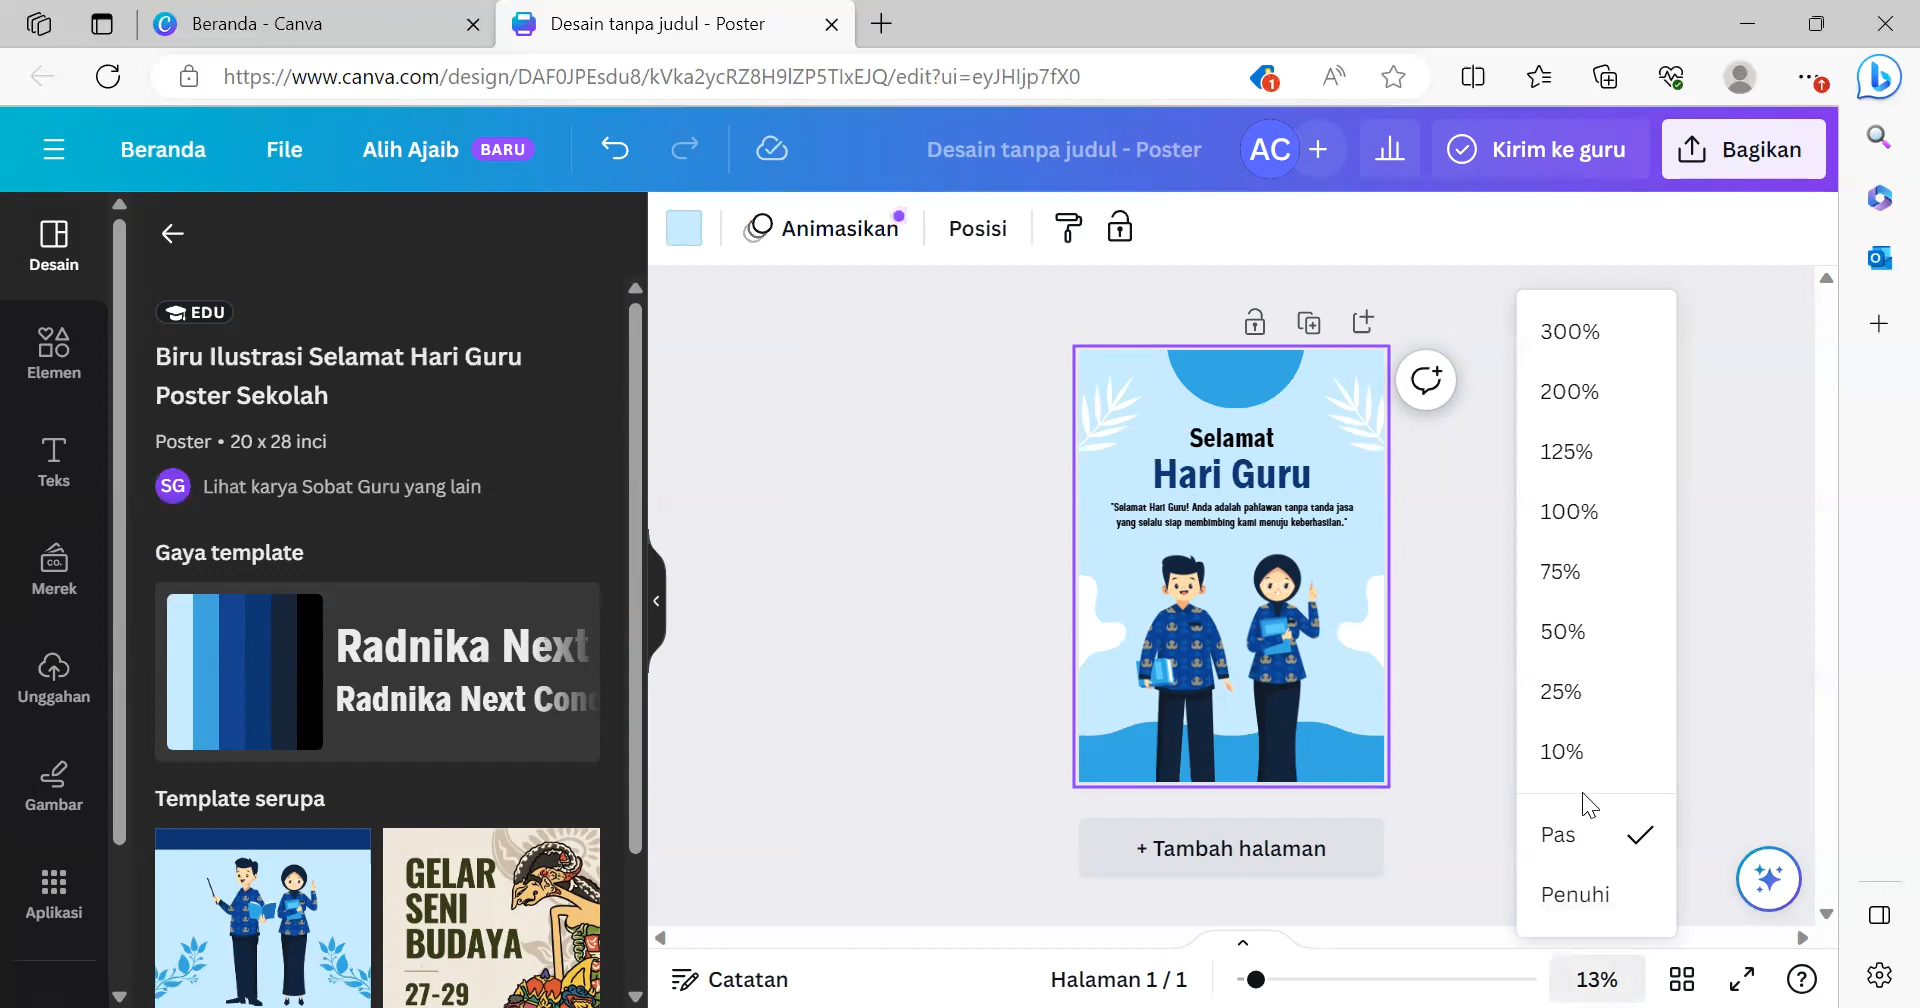 Beranda - Canva
Desain tanpa judul - Poster
https://www.canva.com/design/DAF0JPEsdu8/kVka2ycRZ8H9IZP5TIxEJQ/edit?ui=eyJHIjp7fX0
1
Beranda
File
Alih Ajaib BARU
Desain tanpa judul - Poster
AC
Kirim ke guru
Bagikan
Desain
Elemen
Teks
CO.
Merek
Unggahan
Gambar
Aplikasi
EDU
Biru Ilustrasi Selamat Hari Guru
Poster Sekolah
Poster • 20 x 28 inci
SG Lihat karya Sobat Guru yang lain
Gaya template
Radnika Next
Radnika Next Con
Template serupa
GELAR
SENI
BUDAYA
27-29
Animasikan
Posisi
Selamat
Hari Guru
"Selamat Hari Guru! Anda adalah pahlawan tanpa tanda jasa
yang selalu siap membimbing kami menuju keberhasilan."
+ Tambah halaman
300%
200%
125%
100%
75%
50%
25%
10%
Pas
Penuhi
Catatan
Halaman 1 / 1
13%